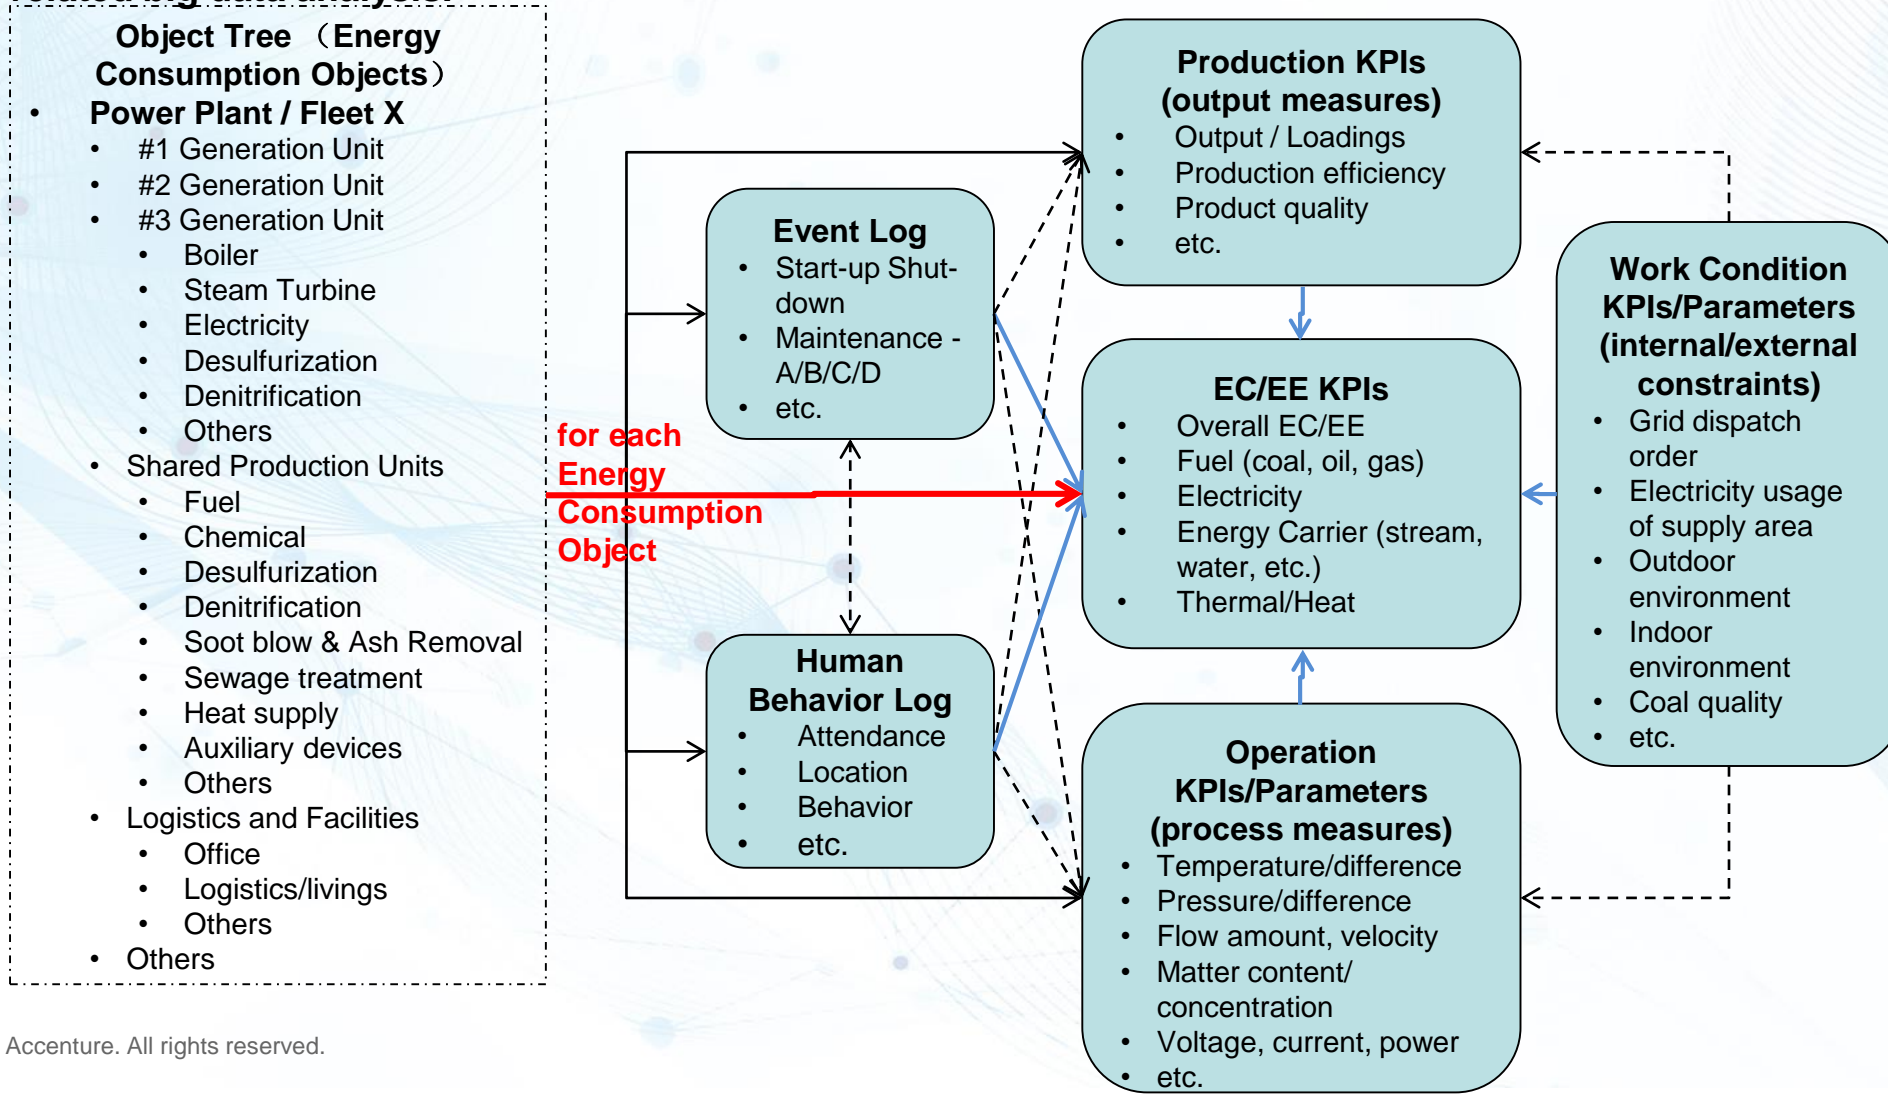 related big data analysis.
Object Tree （Energy
Consumption Objects）
• Power Plant / Fleet X
• #1 Generation Unit
• #2 Generation Unit
• #3 Generation Unit
• Boiler
• Steam Turbine
• Electricity
• Desulfurization
• Denitrification
• Others
• Shared Production Units
• Fuel
• Chemical
• Desulfurization
• Denitrification
• Soot blow & Ash Removal
• Sewage treatment
• Heat supply
• Auxiliary devices
• Others
• Logistics and Facilities
• Office
• Logistics/livings
• Others
• Others
for each
Energy
Consumption
Object
Event Log
• Start-up Shut-
down
• Maintenance -
A/B/C/D
• etc.
Human
Behavior Log
• Attendance
• Location
• Behavior
• etc.
Production KPIs
(output measures)
• Output / Loadings
• Production efficiency
• Product quality
• etc.
EC/EE KPIs
• Overall EC/EE
• Fuel (coal, oil, gas)
• Electricity
• Energy Carrier (stream,
water, etc.)
• Thermal/Heat
Operation
KPIs/Parameters
(process measures)
• Temperature/difference
• Pressure/difference
• Flow amount, velocity
• Matter content/
concentration
• Voltage, current, power
• etc.
Work Condition
KPIs/Parameters
(internal/external
constraints)
• Grid dispatch
order
• Electricity usage
of supply area
• Outdoor
environment
• Indoor
environment
• Coal quality
• etc.
Accenture. All rights reserved.